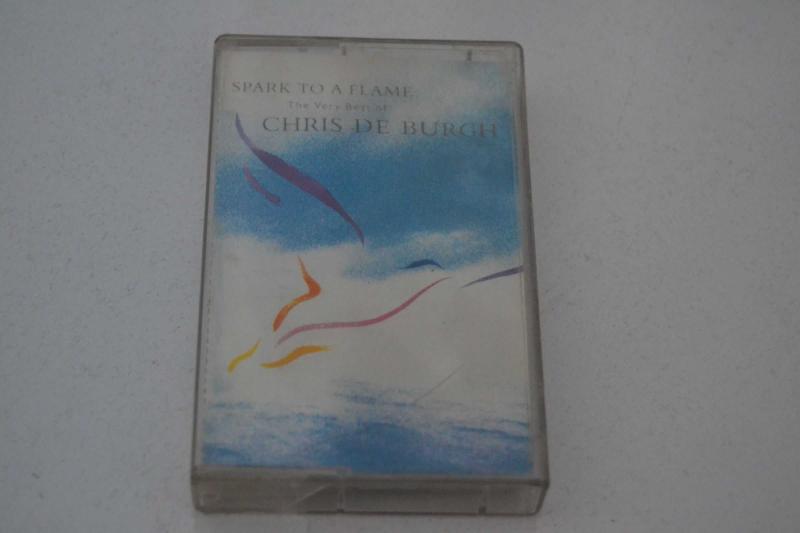 SPARK TO A FLAME
The Very Best of
CHRIS DE BURGH